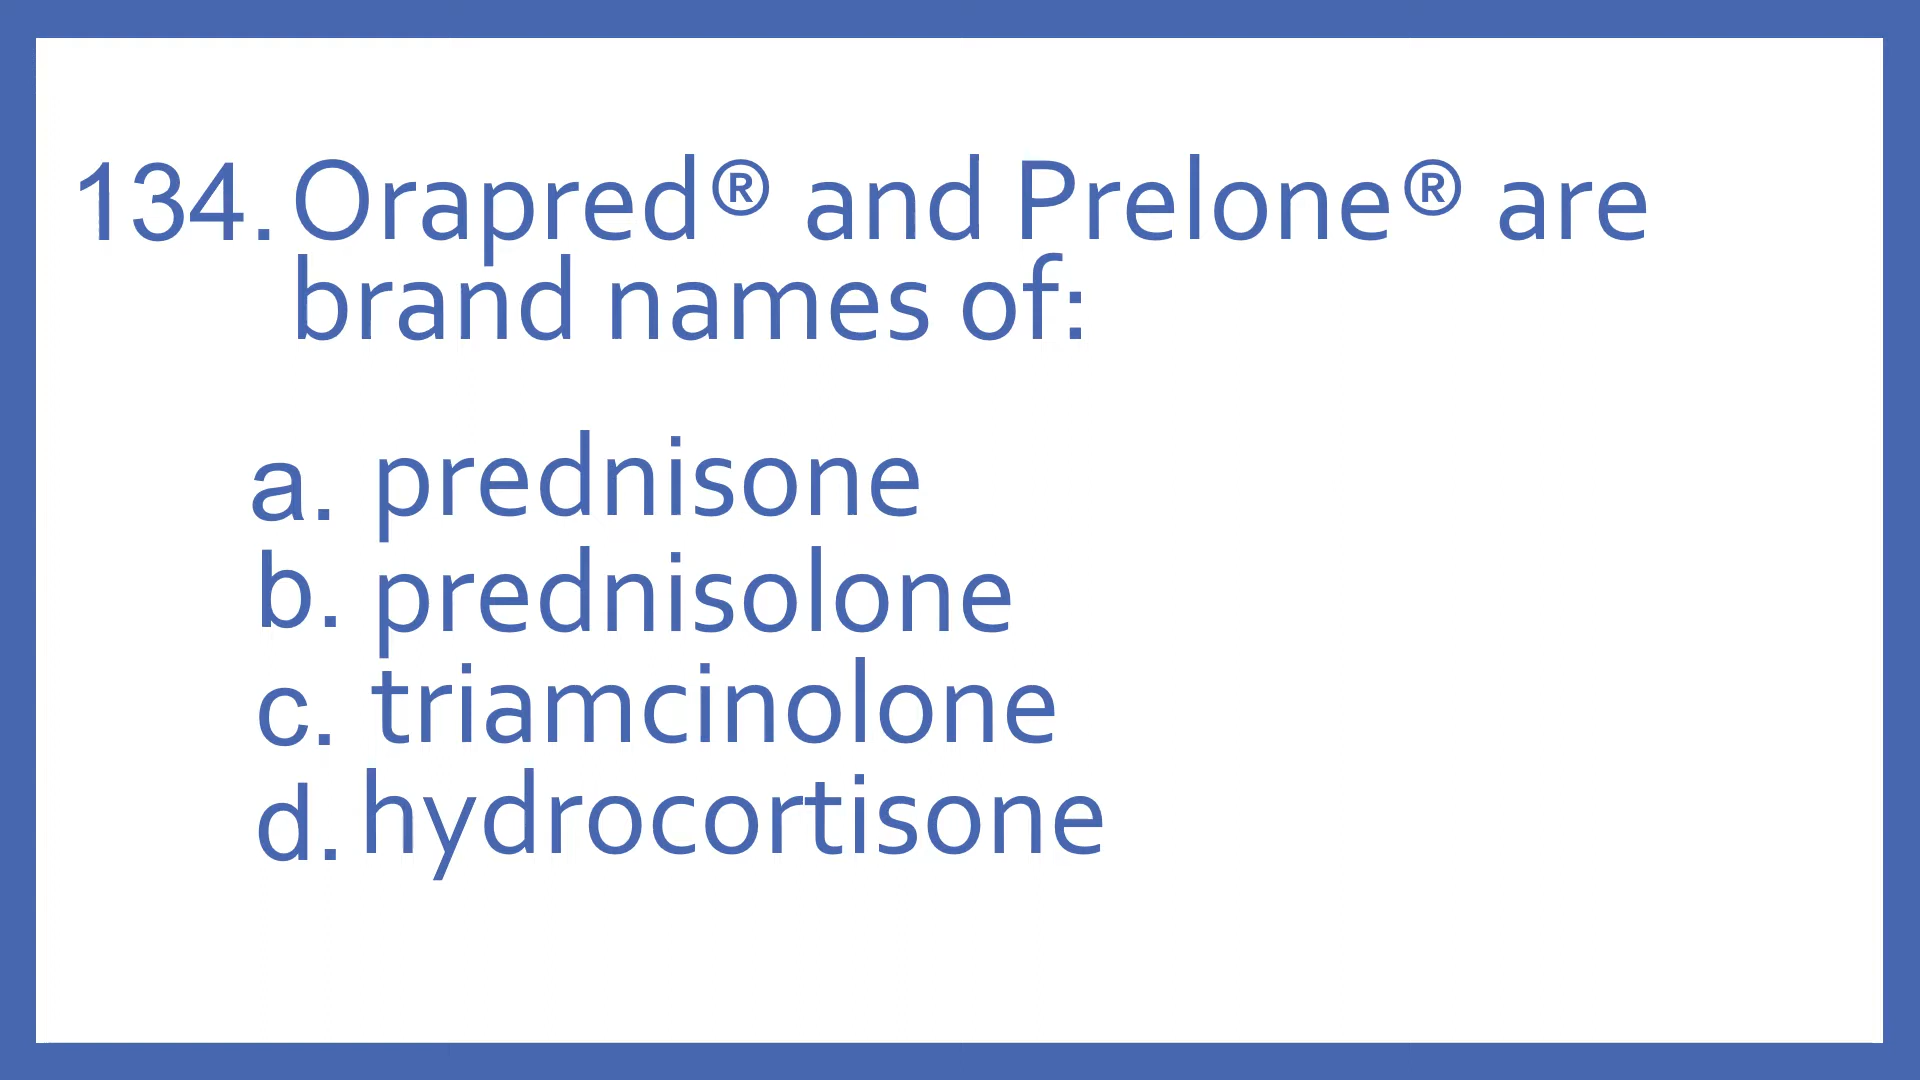 134. Orapred® and Prelone® are
brand names of:
a. prednisone
b. prednisolone
c. triamcinolone
d. hydrocortisone